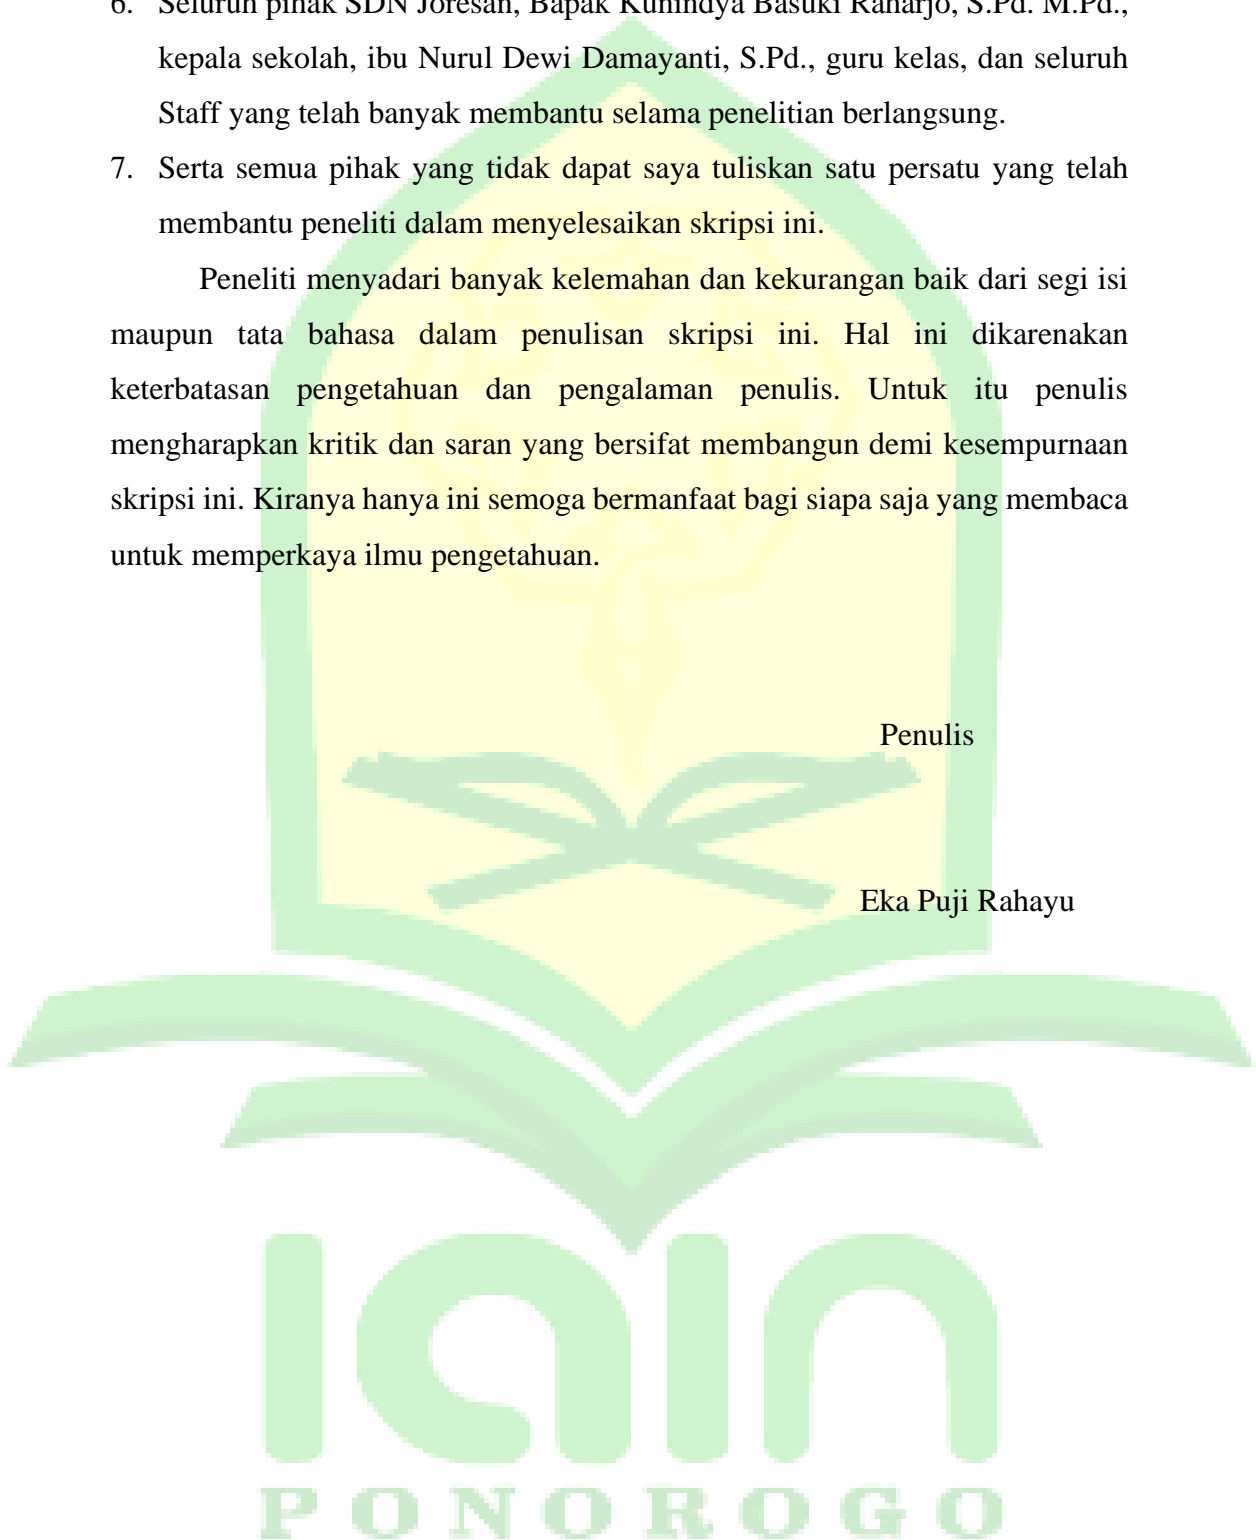 6. Seluruh pihak SDN Joresan, Bapak Kunindya Basuki Raharjo, S.Pd. M.Pd.,
kepala sekolah, ibu Nurul Dewi Damayanti, S.Pd., guru kelas, dan seluruh
Staff yang telah banyak membantu selama penelitian berlangsung.
7. Serta semua pihak yang tidak dapat saya tuliskan satu persatu yang telah
membantu peneliti dalam menyelesaikan skripsi ini.
Peneliti menyadari banyak kelemahan dan kekurangan baik dari segi isi
maupun tata bahasa dalam penulisan skripsi ini. Hal ini dikarenakan
keterbatasan pengetahuan dan pengalaman penulis. Untuk itu penulis
mengharapkan kritik dan saran yang bersifat membangun demi kesempurnaan
skripsi ini. Kiranya hanya ini semoga bermanfaat bagi siapa saja yang membaca
untuk memperkaya ilmu pengetahuan.
Penulis
Eka Puji Rahayu
iain
PONOROGO